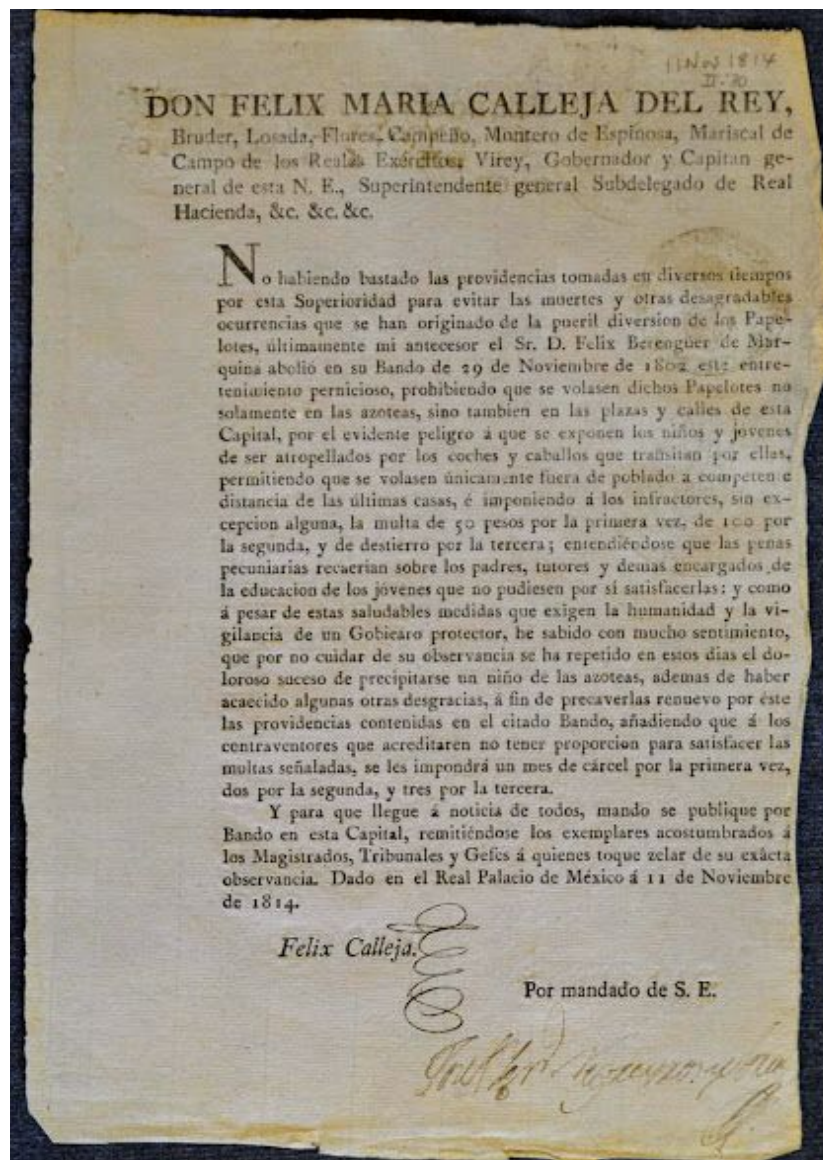 11 Nov 1814
II-70
DON FELIX MARIA CALLEJA DEL REY,
Bruder, Losada, Flores, Campeño, Montero de Espinosa, Mariscal de
Campo de los Reales Exércitos, Virey, Gobernador y Capitan ge-
neral de esta N. E., Superintendente general Subdelegado de Real
Hacienda, &c. &c. &c.
No habiendo bastado las providencias tomadas en diversos tiempos
por esta Superioridad para evitar las muertes y otras desagradables
ocurrencias que se han originado de la pueril diversion de los Pape-
lotes, últimamente mi antecesor el Sr. D. Felix Berenguer de Mar-
quina abolió en su Bando de 29 de Noviembre de 1802 este entre-
tenimiento pernicioso, prohibiendo que se volasen dichos Papelotes no
solamente en las azoteas, sino tambien en las plazas y calles de esta
Capital, por el evidente peligro á que se exponen los niños y jóvenes
de ser atropellados por los coches y caballos que transitan por ellas,
permitiendo que se volasen únicamente fuera de poblado a competente
distancia de las últimas casas, é imponiendo á los infractores, sin ex-
cepcion alguna, la multa de 50 pesos por la primera vez, de 100 por
la segunda, y de destierro por la tercera; entendiéndose que las penas
pecuniarias recaerian sobre los padres, tutores y demas encargados de
la educacion de los jóvenes que no pudiesen por sí satisfacerlas: y como
á pesar de estas saludables medidas que exigen la humanidad y la vi-
gilancia de un Gobierno protector, he sabido con mucho sentimiento,
que por no cuidar de su observancia se ha repetido en estos dias el do-
loroso suceso de precipitarse un niño de las azoteas, ademas de haber
acaecido algunas otras desgracias, á fin de precaverlas renuevo por éste
las providencias contenidas en el citado Bando, añadiendo que á los
contraventores que acreditaren no tener proporcion para satisfacer las
multas señaladas, se les impondrá un mes de cárcel por la primera vez,
dos por la segunda, y tres por la tercera.
Y para que llegue á noticia de todos, mando se publique por
Bando en esta Capital, remitiéndose los exemplares acostumbrados á
los Magistrados, Tribunales y Gefes á quienes toque zelar de su exácta
observancia. Dado en el Real Palacio de México á 11 de Noviembre
de 1814.
Felix Calleja.
Por mandado de S. E.